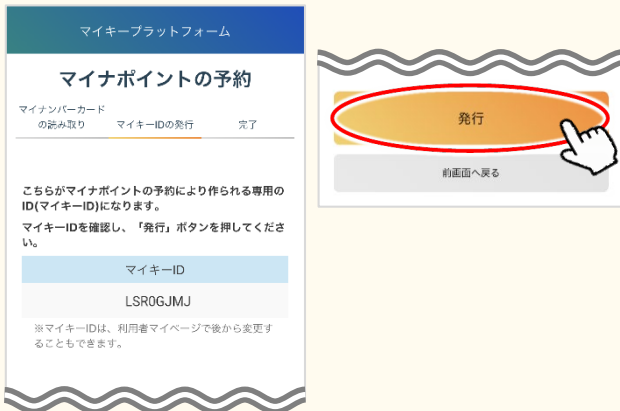 マイキープラットフォーム
マイナポイントの予約
マイナンバーカード
の読み取り
マイキーIDの発行
完了
こちらがマイナポイントの予約により作られる専用の
ID(マイキーID)になります。
マイキーIDを確認し、「発行」ボタンを押してくださ
い。
マイキーID
LSR0GJMJ
※マイキーIDは、利用者マイページで後から変更す
ることもできます。
発行
前画面へ戻る